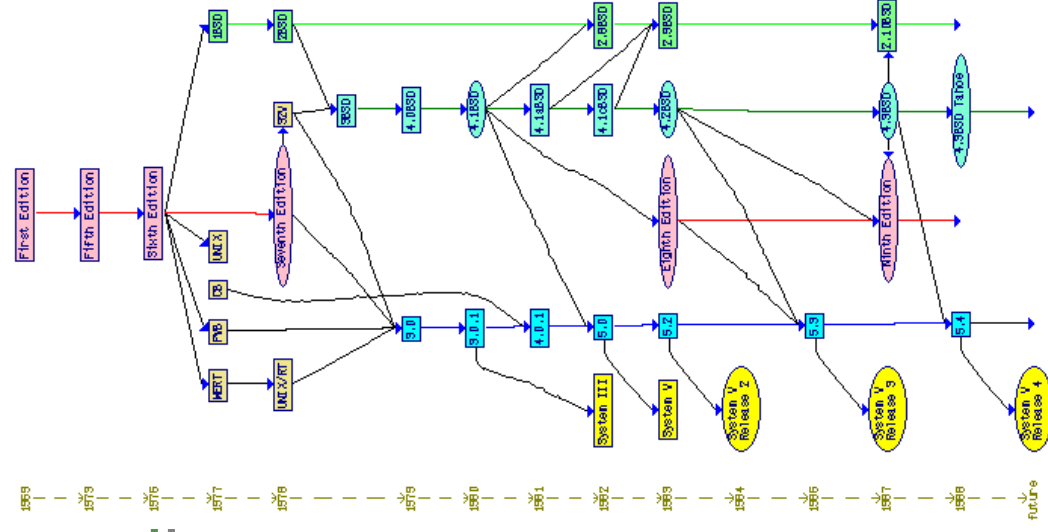 1BSD
2BSD
2.8BSD
2.9BSD
2.10BSD
32V
3BSD
4.0BSD
4.1BSD
4.1aBSD
4.1cBSD
4.2BSD
4.3BSD
4.3BSD Tahoe
First Edition
Fifth Edition
Sixth Edition
Seventh Edition
Eighth Edition
Ninth Edition
UNIX
CB
PWB
MERT
UNIX/RT
3.0
3.0.1
4.0.1
5.0
5.2
5.3
5.4
System III
System V
System V
Release 2
System V
Release 3
System V
Release 4
1969
1973
1976
1977
1978
1979
1980
1981
1982
1983
1984
1986
1987
1988
future